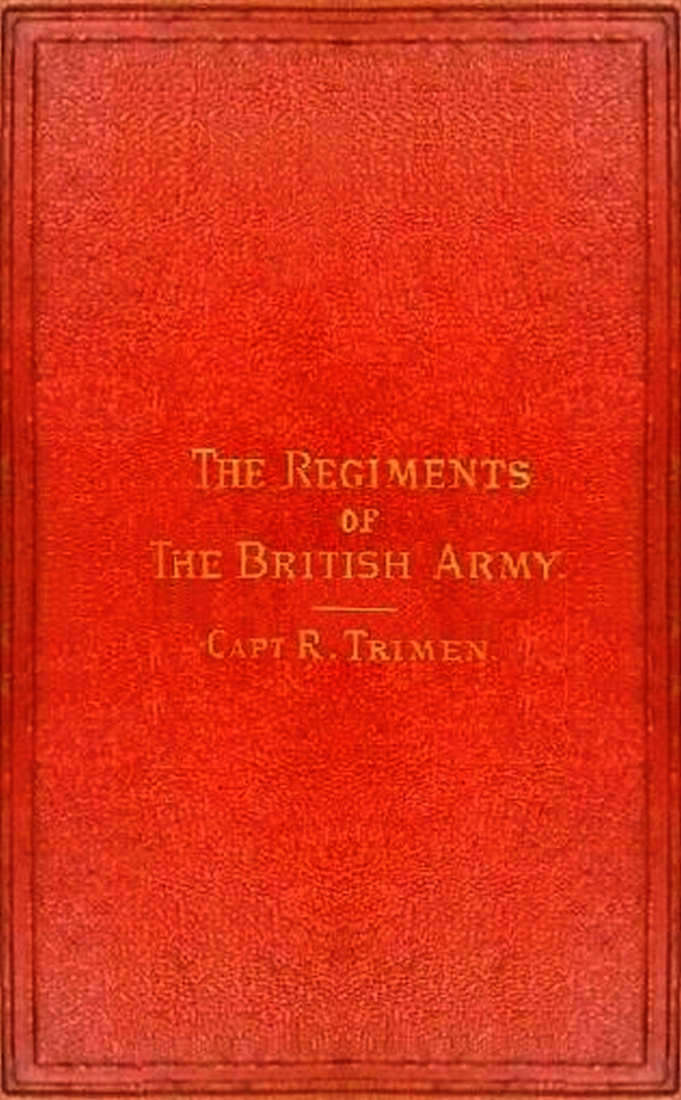 THE REGIMENTS
OF
THE BRITISH ARMY.
CAPT R. TRIMEN.